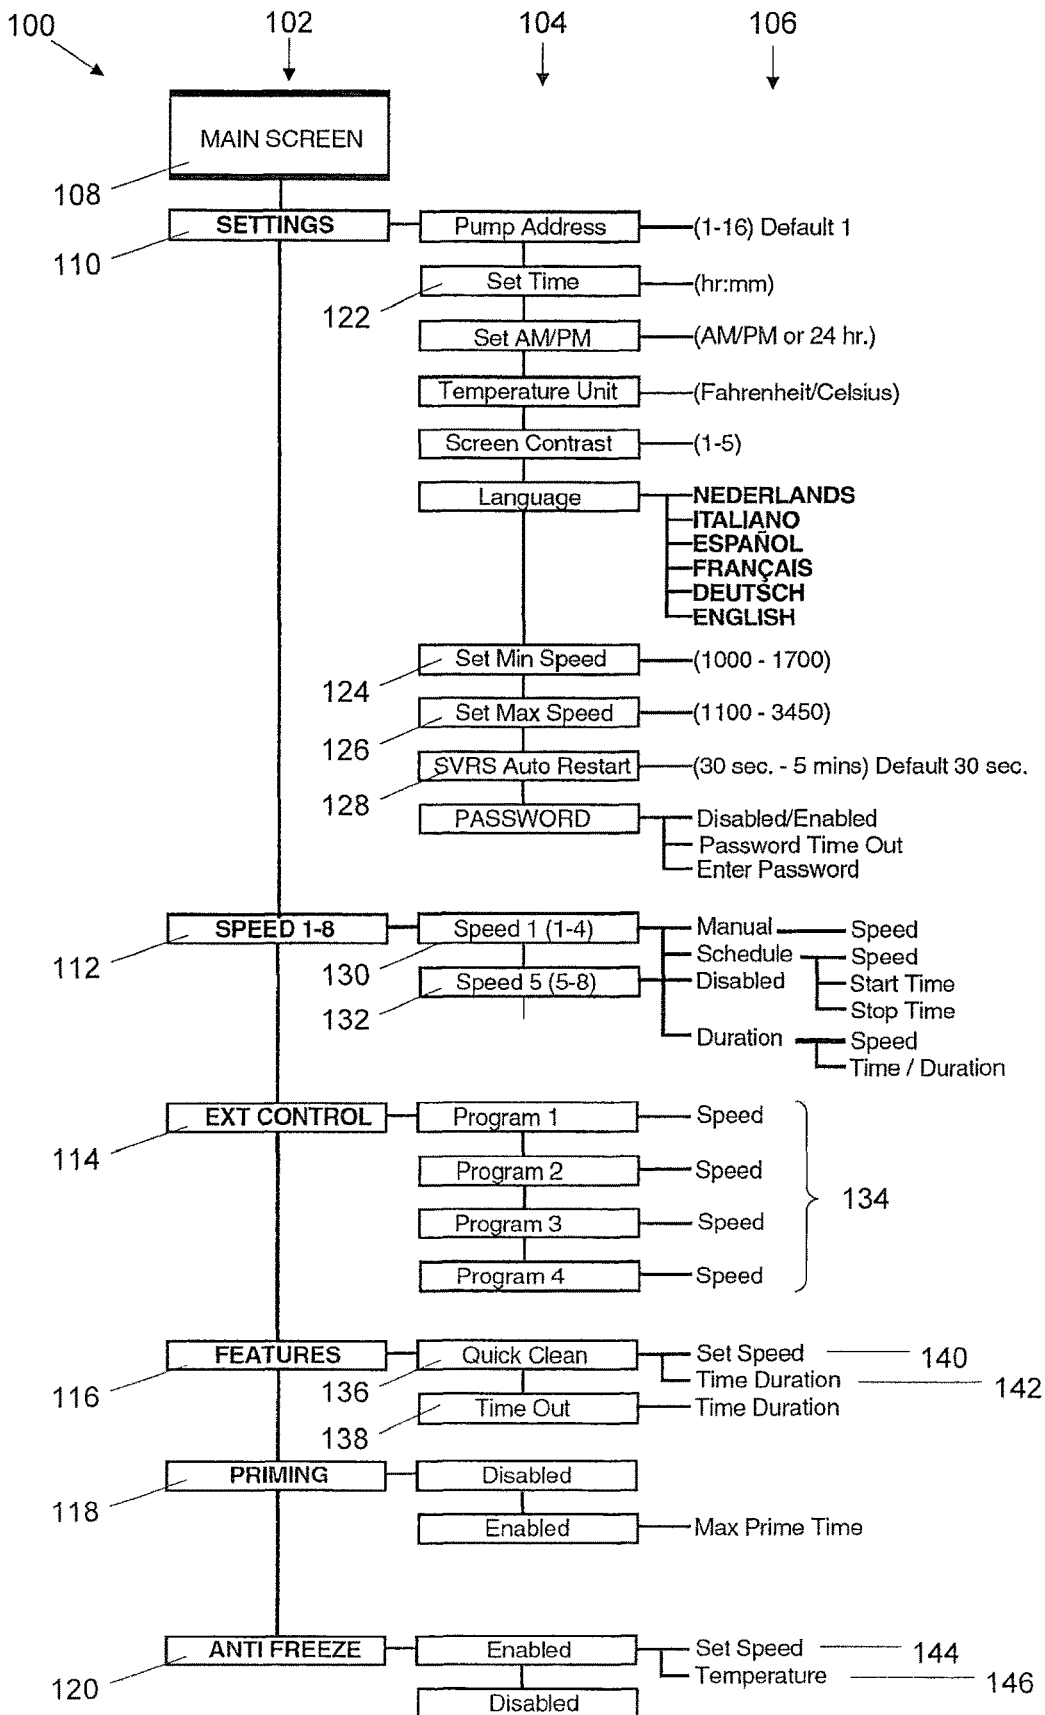 100
102
104
106
MAIN SCREEN
108
SETTINGS
Pump Address
(1-16) Default 1
110
Set Time
(hr:mm)
122
Set AM/PM
(AM/PM or 24 hr.)
Temperature Unit
(Fahrenheit/Celsius)
Screen Contrast
(1-5)
Language
NEDERLANDS
ITALIANO
ESPAÑOL
FRANÇAIS
DEUTSCH
ENGLISH
Set Min Speed
(1000 - 1700)
124
Set Max Speed
(1100 - 3450)
126
SVRS Auto Restart
(30 sec. - 5 mins) Default 30 sec.
128
PASSWORD
Disabled/Enabled
Password Time Out
Enter Password
SPEED 1-8
Speed 1 (1-4)
Manual
Speed
112
130
Schedule
Speed
Speed 5 (5-8)
Disabled
Start Time
132
Stop Time
Duration
Speed
Time / Duration
EXT CONTROL
Program 1
Speed
114
Program 2
Speed
134
Program 3
Speed
Program 4
Speed
FEATURES
Quick Clean
Set Speed
140
116
136
Time Duration
142
Time Out
Time Duration
138
PRIMING
Disabled
118
Enabled
Max Prime Time
ANTI FREEZE
Enabled
Set Speed
144
120
Temperature
146
Disabled